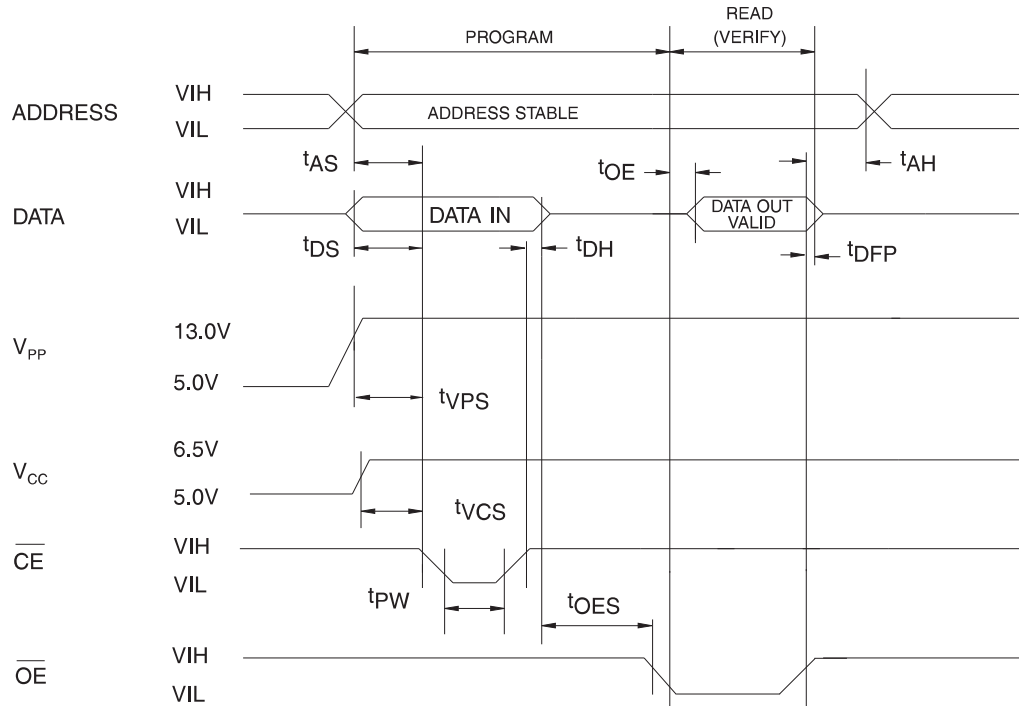 READ
PROGRAM (VERIFY)
ADDRESS VIH ADDRESS STABLE
VIL
tAS tOE tAH
DATA VIH DATA IN DATA OUT
VIL VALID
tDS tDH tDFP
VPP 13.0V
5.0V
tVPS
VCC 6.5V
5.0V
tVCS
CE VIH
VIL
tPW tOES
OE VIH
VIL